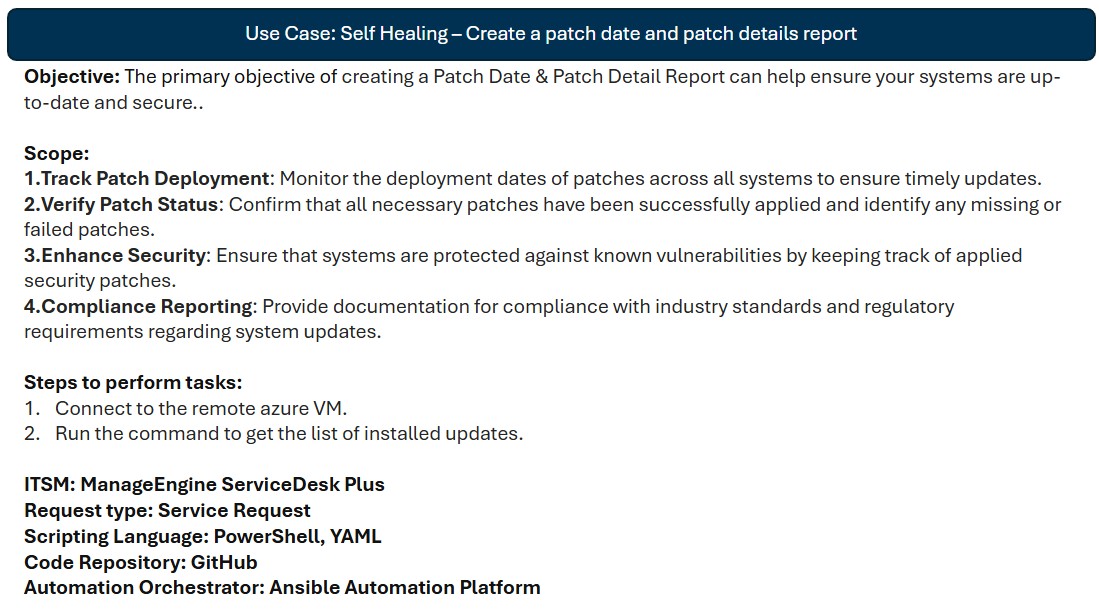 Use Case: Self Healing – Create a patch date and patch details report
Objective: The primary objective of creating a Patch Date & Patch Detail Report can help ensure your systems are up-
to-date and secure..
Scope:
1.Track Patch Deployment: Monitor the deployment dates of patches across all systems to ensure timely updates.
2.Verify Patch Status: Confirm that all necessary patches have been successfully applied and identify any missing or
failed patches.
3.Enhance Security: Ensure that systems are protected against known vulnerabilities by keeping track of applied
security patches.
4.Compliance Reporting: Provide documentation for compliance with industry standards and regulatory
requirements regarding system updates.
Steps to perform tasks:
1. Connect to the remote azure VM.
2. Run the command to get the list of installed updates.
ITSM: ManageEngine ServiceDesk Plus
Request type: Service Request
Scripting Language: PowerShell, YAML
Code Repository: GitHub
Automation Orchestrator: Ansible Automation Platform